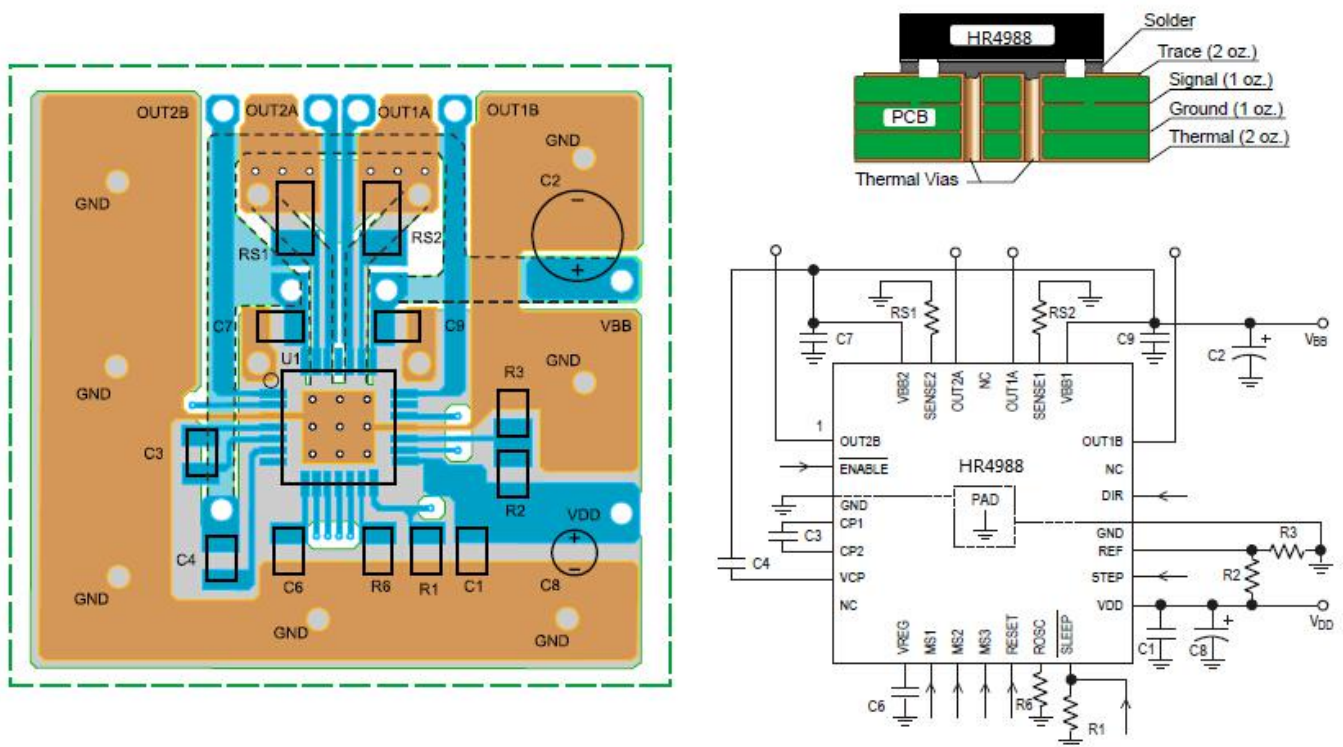 OUT2B
OUT2A
OUT1A
OUT1B
GND
C2
−
+
GND
RS1
RS2
C7
C9
VBB
U1
GND
GND
R3
C3
R2
VDD
C4
C6
R6
R1
C1
C8
+
−
GND
GND
GND
HR4988
PCB
Solder
Trace (2 oz.)
Signal (1 oz.)
Ground (1 oz.)
Thermal (2 oz.)
Thermal Vias
RS1
RS2
C7
C9
C2
+
VBB
VBB2
SENSE2
OUT2A
NC
OUT1A
SENSE1
VBB1
1
OUT2B
OUT1B
ENABLE
HR4988
NC
PAD
DIR
GND
GND
CP1
C3
REF
R3
CP2
C4
STEP
R2
VCP
VDD
NC
VDD
C1
C8
+
VREG
MS1
MS2
MS3
RESET
ROSC
SLEEP
C6
R6
R1